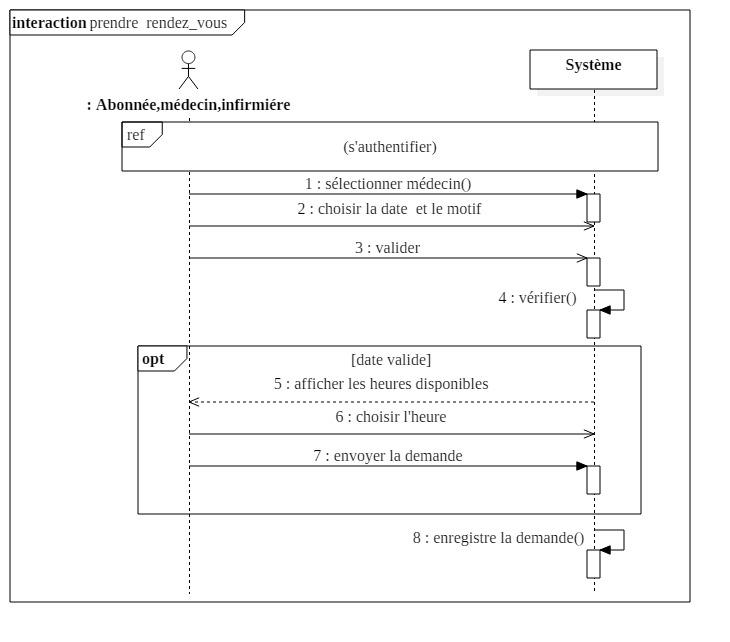 interaction prendre rendez_vous
Système
: Abonnée,médecin,infirmiére
ref
(s'authentifier)
1 : sélectionner médecin()
2 : choisir la date et le motif
3 : valider
4 : vérifier()
opt
[date valide]
5 : afficher les heures disponibles
6 : choisir l'heure
7 : envoyer la demande
8 : enregistre la demande()